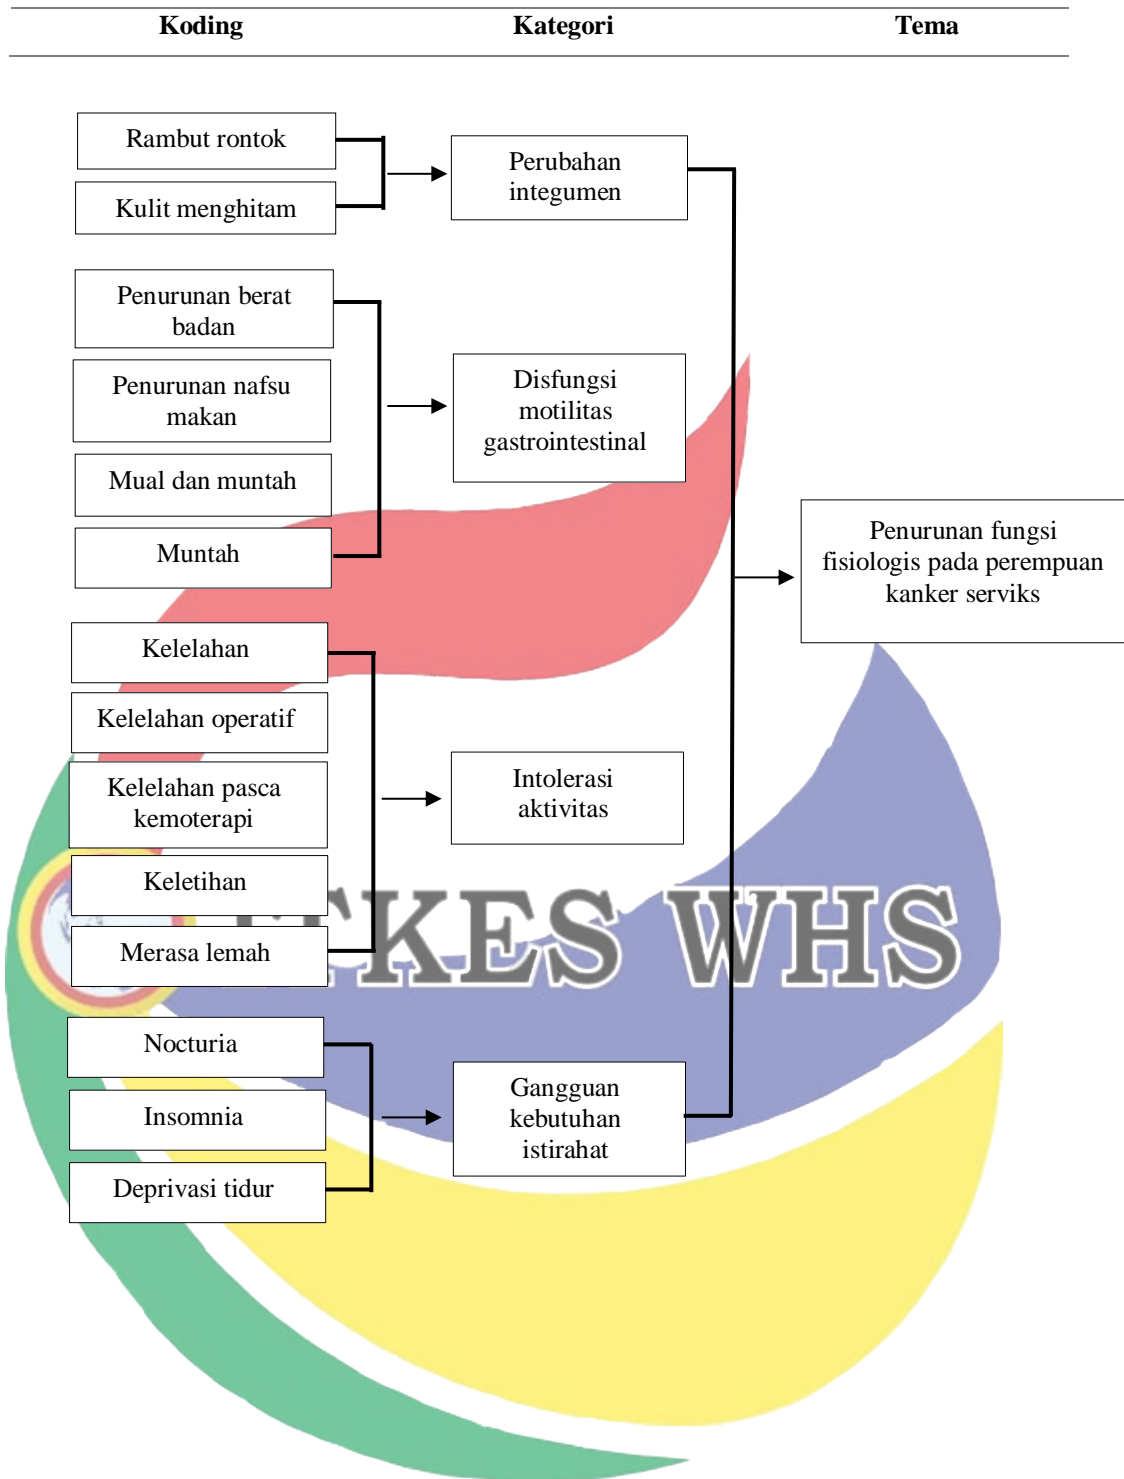 Koding Kategori Tema
Rambut rontok
Kulit menghitam
Perubahan
integumen
Penurunan berat
badan
Penurunan nafsu
makan
Mual dan muntah
Muntah
Disfungsi
motilitas
gastrointestinal
Kelelahan
Kelelahan operatif
Kelelahan pasca
kemoterapi
Keletihan
Merasa lemah
Intolerasi
aktivitas
Nocturia
Insomnia
Deprivasi tidur
Gangguan
kebutuhan
istirahat
Penurunan fungsi
fisiologis pada perempuan
kanker serviks
WHS